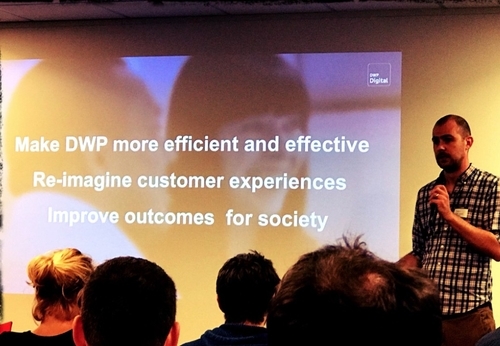 DWP
Digital
Make DWP more efficient and effective
Re-imagine customer experiences
Improve outcomes for society